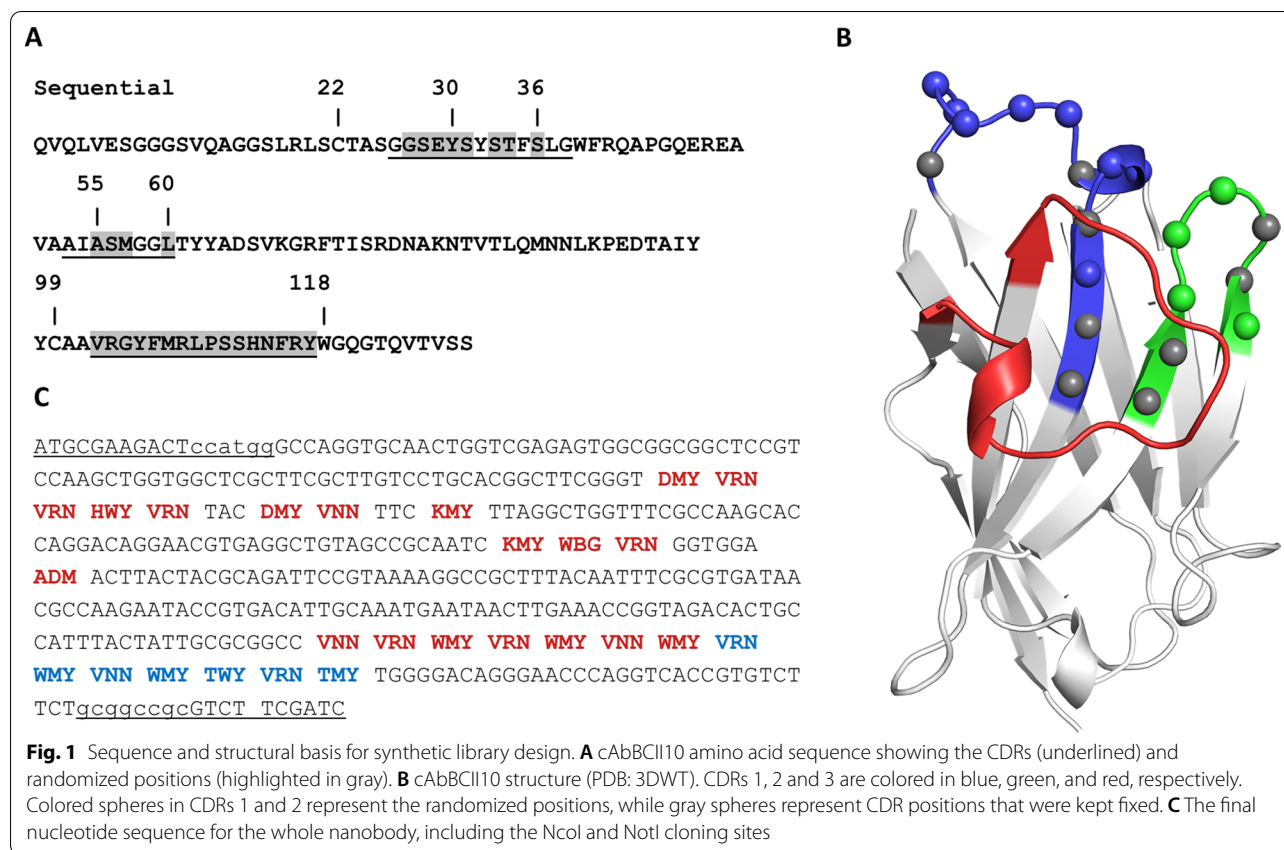 A
Sequential 22 30 36
QVQLVESGGGSVQAGGSLRLSCTASGGSEYSYSTFSLGWFRQAPGQEREA
55 60
VAAIASMGGLTYYADSVKGRFTISRDNAKNTVTLQMNNLKPEDTAIY
99 118
YCAAVRGYFMRLPSSHNFRYWGQGTQVTVSS
B
C
ATGCGAAGACTccatggGCCAGGTGCAACTGGTCGAGAGTGGCGGCGGCTCCGT
CCAAGCTGGTGGCTCGCTTCGCTTGTCCTGCACGGCTTCGGGT DMY VRN
VRN HWY VRN TAC DMY VNN TTC KMY TTAGGCTGGTTTCGCCAAGCAC
CAGGACAGGAACGTGAGGCTGTAGCCGCAATC KMY WBG VRN GGTGGA
ADM ACTTACTACGCAGATTCCGTAAAAGGCCGCTTTACAATTTCGCGTGATAA
CGCCAAGAATACCGTGACATTGCAAATGAATAACTTGAAACCGGTAGACACTGC
CATTTACTATTGCGCGGCC VNN VRN WMY VRN WMY VNN WMY VRN
WMY VNN WMY TWY VRN TMY TGGGGACAGGGAACCCAGGTCACCGTGTCT
TCTgcggccgcGTCT TCGATC
Fig. 1 Sequence and structural basis for synthetic library design. A cAbBCII10 amino acid sequence showing the CDRs (underlined) and
randomized positions (highlighted in gray). B cAbBCII10 structure (PDB: 3DWT). CDRs 1, 2 and 3 are colored in blue, green, and red, respectively.
Colored spheres in CDRs 1 and 2 represent the randomized positions, while gray spheres represent CDR positions that were kept fixed. C The final
nucleotide sequence for the whole nanobody, including the NcoI and NotI cloning sites